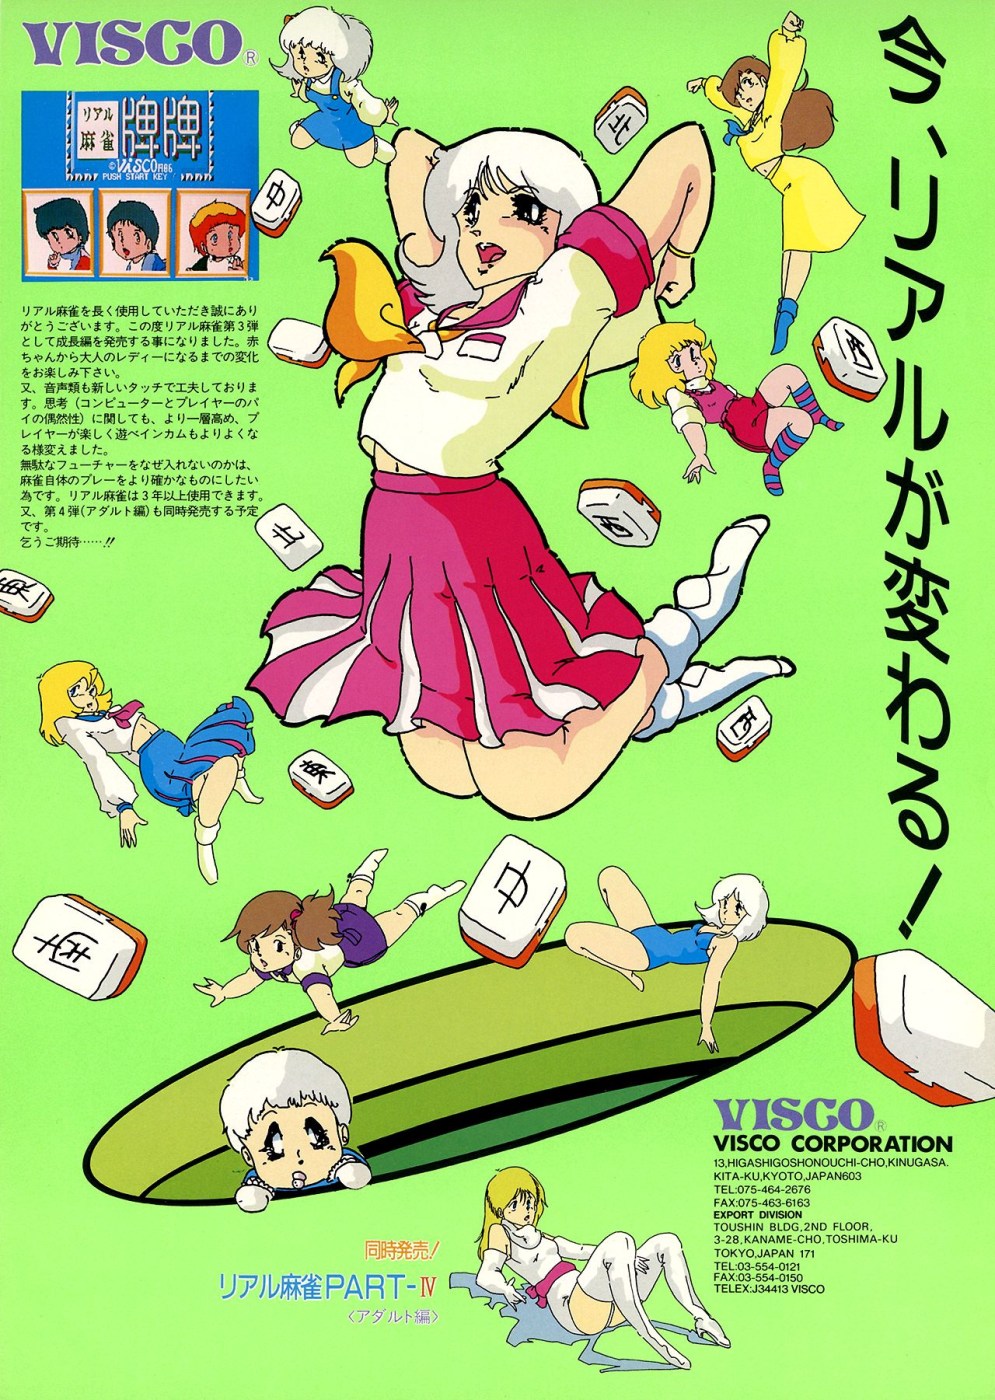 VISCO®
リアル
麻雀
牌牌
©VISCO
PUSH START KEY
リアル麻雀を長く使用していただき誠にあり
がとうございます。この度リアル麻雀第3弾
として成長編を発売する事になりました。赤
ちゃんから大人のレディーになるまでの変化
をお楽しみ下さい。
又、音声類も新しいタッチで工夫しておりま
す。思考（コンピューターとプレイヤーのパ
イの偶然性）に関しても、より一層高め、プ
レイヤーが楽しく遊べインカムもよりよくな
る様変えました。
無駄なフューチャーをなぜ入れないのかは、
麻雀自体のプレーをより確かなものにしたい
為です。リアル麻雀は3年以上使用できます。
又、第4弾（アダルト編）も同時発売する予定
です。
乞うご期待……!!
今、リアルが変わる！
中
北
西
東
中
VISCO®
VISCO CORPORATION
13,HIGASHIGOSHONOUCHI-CHO,KINUGASA.
KITA-KU,KYOTO,JAPAN603
TEL:075-464-2676
FAX:075-463-6163
EXPORT DIVISION
TOUSHIN BLDG,2ND FLOOR,
3-28,KANAME-CHO,TOSHIMA-KU
TOKYO,JAPAN 171
TEL:03-554-0121
FAX:03-554-0150
TELEX:J34413 VISCO
同時発売！
リアル麻雀PART-Ⅳ
〈アダルト編〉